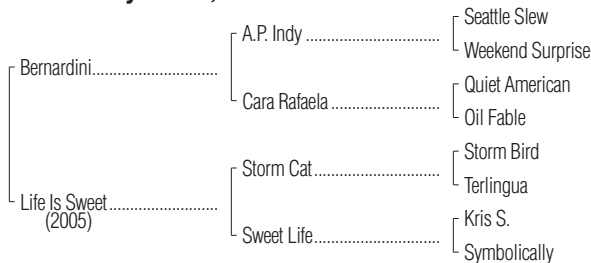 Bernardini
Life Is Sweet
(2005)
A.P. Indy
Cara Rafaela
Storm Cat
Sweet Life
Seattle Slew
Weekend Surprise
Quiet American
Oil Fable
Storm Bird
Terlingua
Kris S.
Symbolically